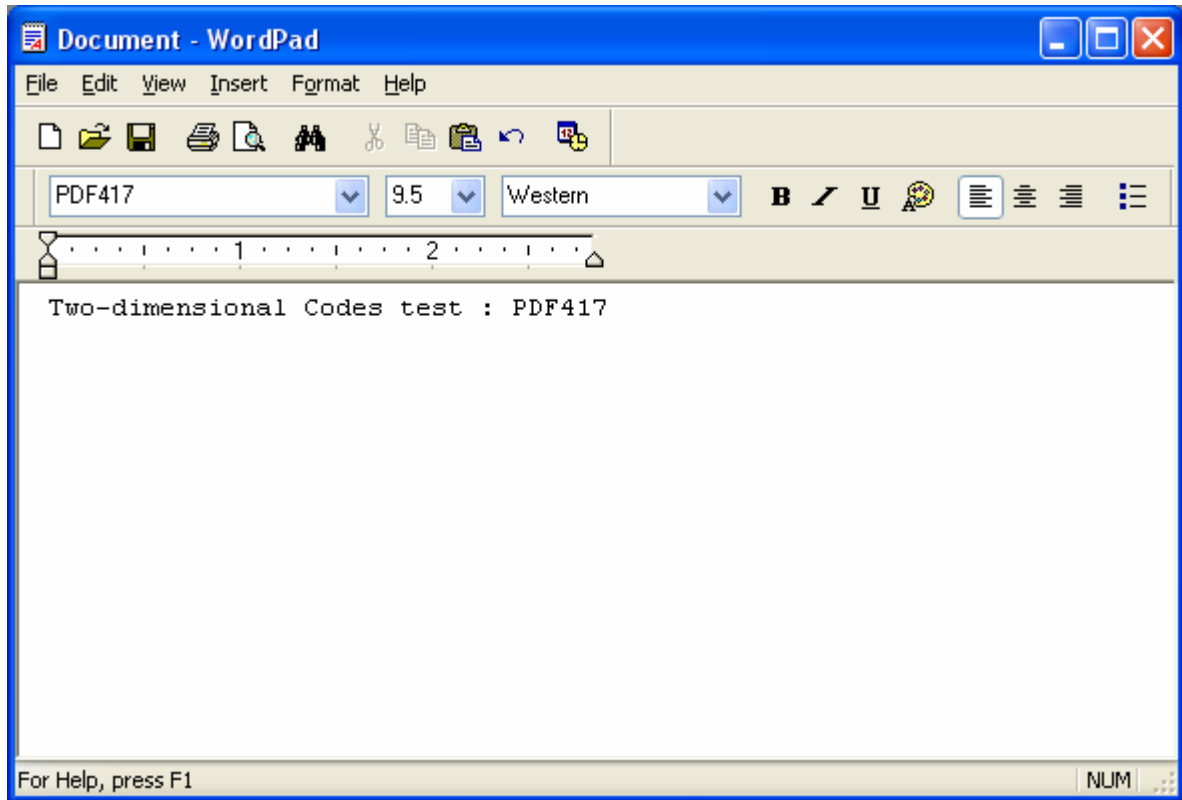 Document - WordPad
File Edit View Insert Format Help
PDF417 9.5 Western B / U
1 2
Two-dimensional Codes test : PDF417
For Help, press F1 NUM